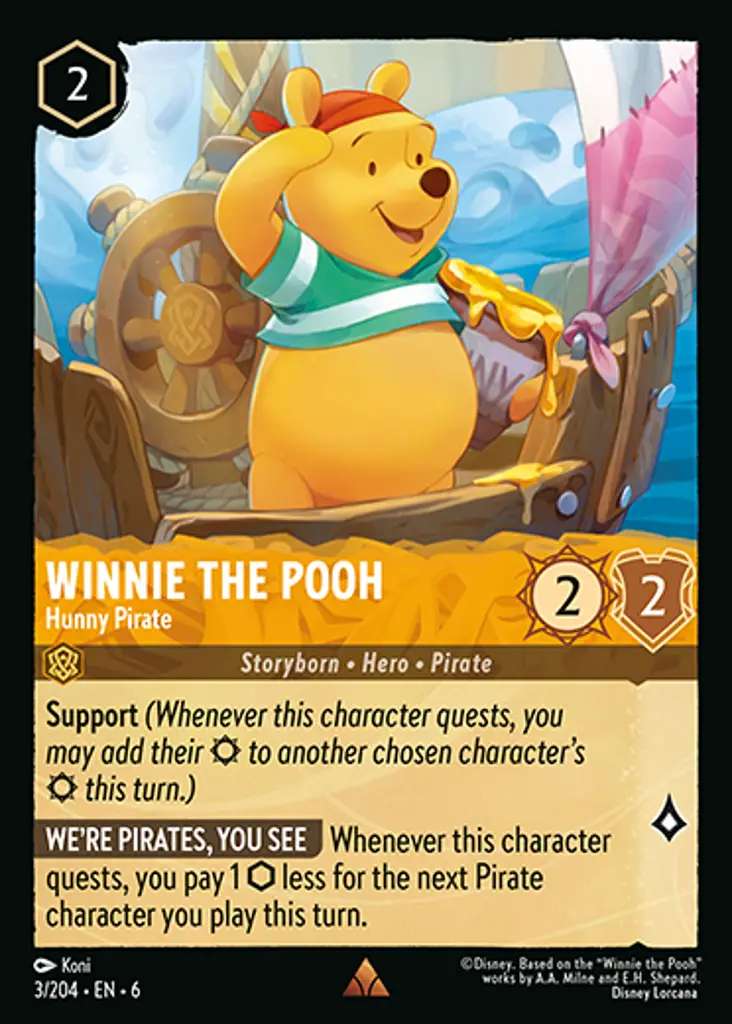 2
NY
WINNIE THE POOH
Hunny Pirate
2
2
Storyborn • Hero • Pirate
Support (Whenever this character quests, you
may add their to another chosen character's
this turn.)
WE'RE PIRATES, YOU SEE Whenever this character
quests, you pay 1 less for the next Pirate
character you play this turn.
Koni
3/204 • EN • 6
©Disney. Based on the "Winnie the Pooh"
works by A.A. Milne and E.H. Shepard.
Disney Lorcana